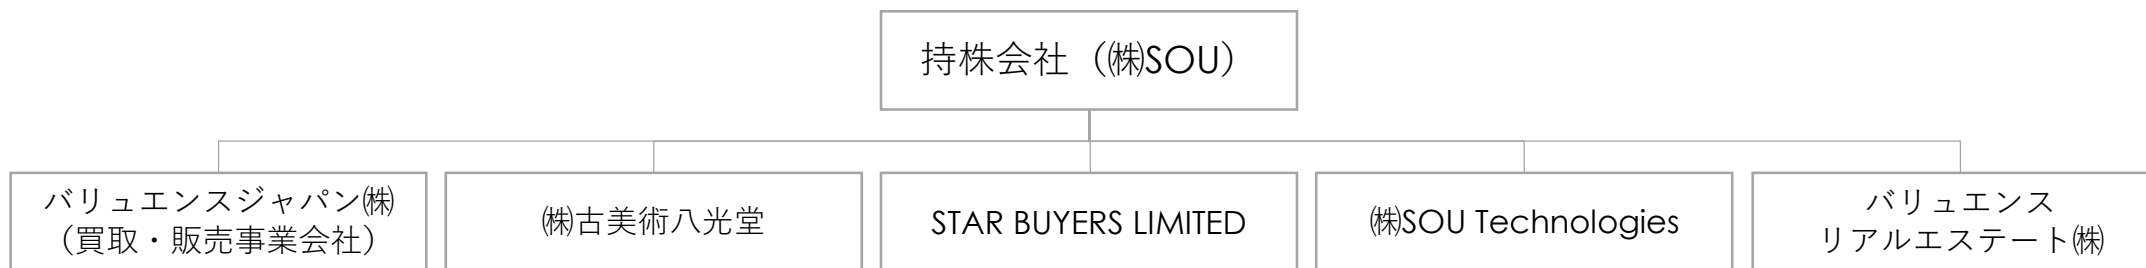 持株会社（㈱SOU）
バリュエンスジャパン㈱
（買取・販売事業会社）
㈱古美術八光堂
STAR BUYERS LIMITED
㈱SOU Technologies
バリュエンス
リアルエステート㈱